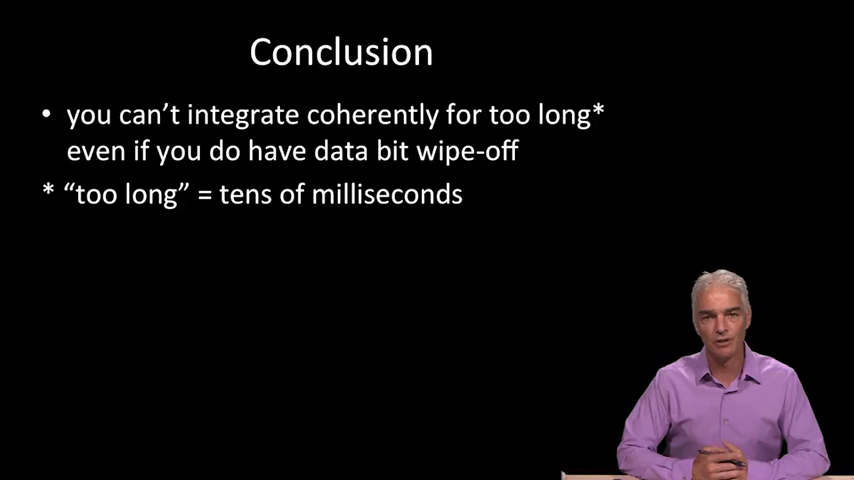 Conclusion
• you can’t integrate coherently for too long*
even if you do have data bit wipe-off
* “too long” = tens of milliseconds